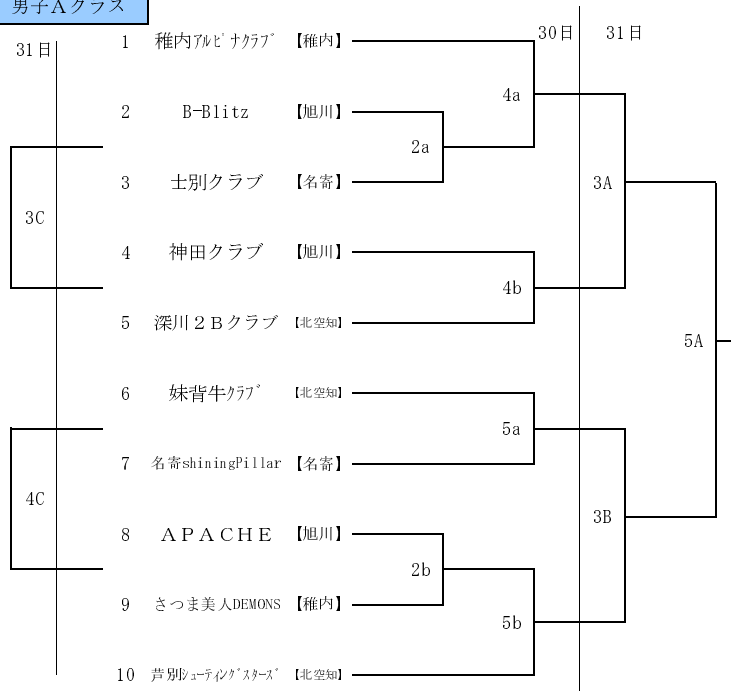 男子Aクラス
31日
30日 31日
1 稚内ｱﾙﾋﾟﾅｸﾗﾌﾞ 【稚内】
4a
2 B-Blitz 【旭川】
2a
3 士別クラブ 【名寄】
3A
3C
4 神田クラブ 【旭川】
4b
5 深川２Ｂクラブ 【北空知】
5A
6 妹背牛ｸﾗﾌﾞ 【北空知】
5a
7 名寄shiningPillar 【名寄】
4C
3B
8 ＡＰＡＣＨＥ 【旭川】
2b
9 さつま美人DEMONS 【稚内】
5b
10 芦別ｼｭｰﾃｨﾝｸﾞｽﾀｰｽﾞ 【北空知】